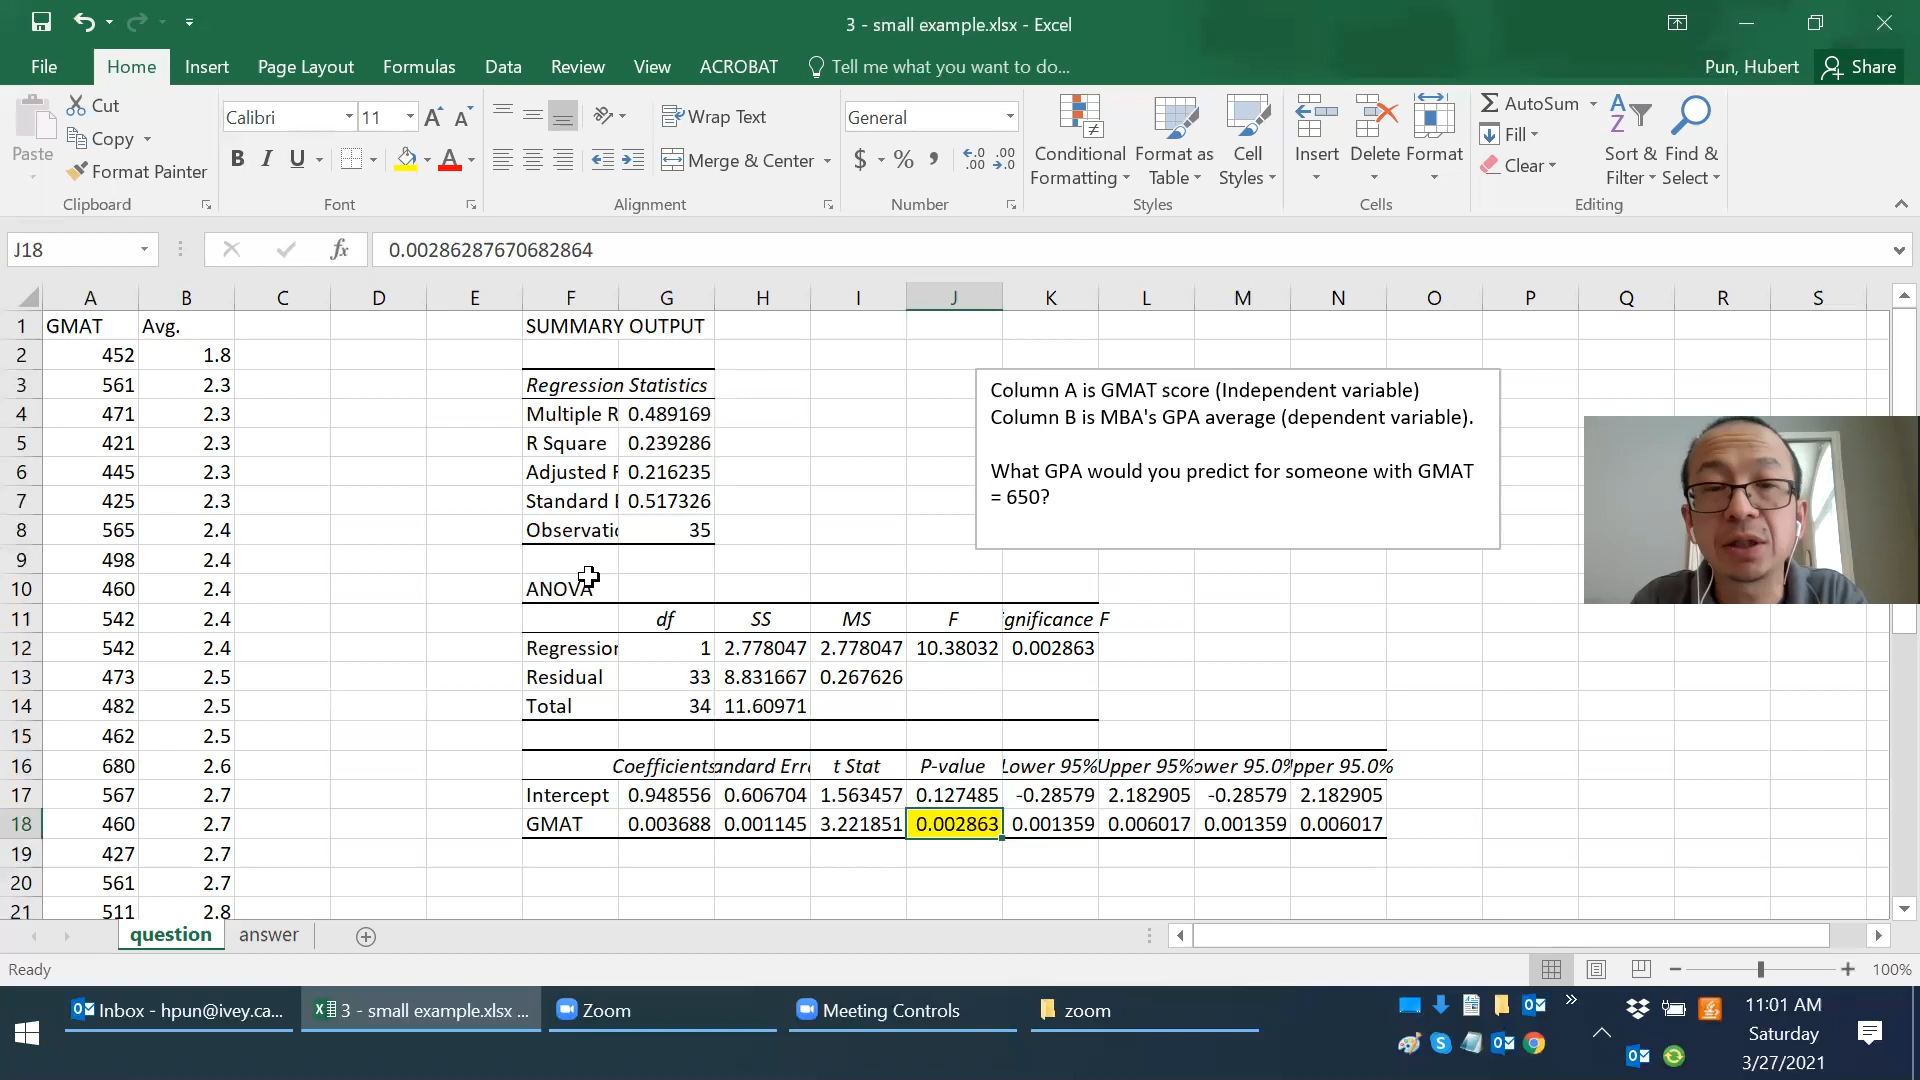 3 - small example.xlsx - Excel
File Home Insert Page Layout Formulas Data Review View ACROBAT Tell me what you want to do... Pun, Hubert Share
Paste
Cut
Copy
Format Painter
Clipboard
Calibri 11 A A
B I U A
Font
Wrap Text
Merge & Center
Alignment
General
$ % , .0 .00 .00 .0
Number
Conditional Formatting
Format as Table
Cell Styles
Styles
Insert Delete Format
Cells
AutoSum
Fill
Clear
Sort & Filter
Find & Select
Editing
J18 fx 0.00286287670682864
A B C D E F G H I J K L M N O P Q R S
1 GMAT Avg. SUMMARY OUTPUT
2 452 1.8
3 561 2.3 Regression Statistics
4 471 2.3 Multiple R 0.489169
5 421 2.3 R Square 0.239286
6 445 2.3 Adjusted F 0.216235
7 425 2.3 Standard E 0.517326
8 565 2.4 Observatio 35
9 498 2.4
10 460 2.4 ANOVA
11 542 2.4 df SS MS F gnificance F
12 542 2.4 Regression 1 2.778047 2.778047 10.38032 0.002863
13 473 2.5 Residual 33 8.831667 0.267626
14 482 2.5 Total 34 11.60971
15 462 2.5
16 680 2.6 Coefficients andard Erro t Stat P-value Lower 95% Upper 95% ower 95.0% pper 95.0%
17 567 2.7 Intercept 0.948556 0.606704 1.563457 0.127485 -0.28579 2.182905 -0.28579 2.182905
18 460 2.7 GMAT 0.003688 0.001145 3.221851 0.002863 0.001359 0.006017 0.001359 0.006017
19 427 2.7
20 561 2.7
21 511 2.8
Column A is GMAT score (Independent variable)
Column B is MBA's GPA average (dependent variable).
What GPA would you predict for someone with GMAT
= 650?
question answer
Ready 100%
Inbox - hpun@ivey.ca... 3 - small example.xlsx ... Zoom Meeting Controls zoom
11:01 AM
Saturday
3/27/2021